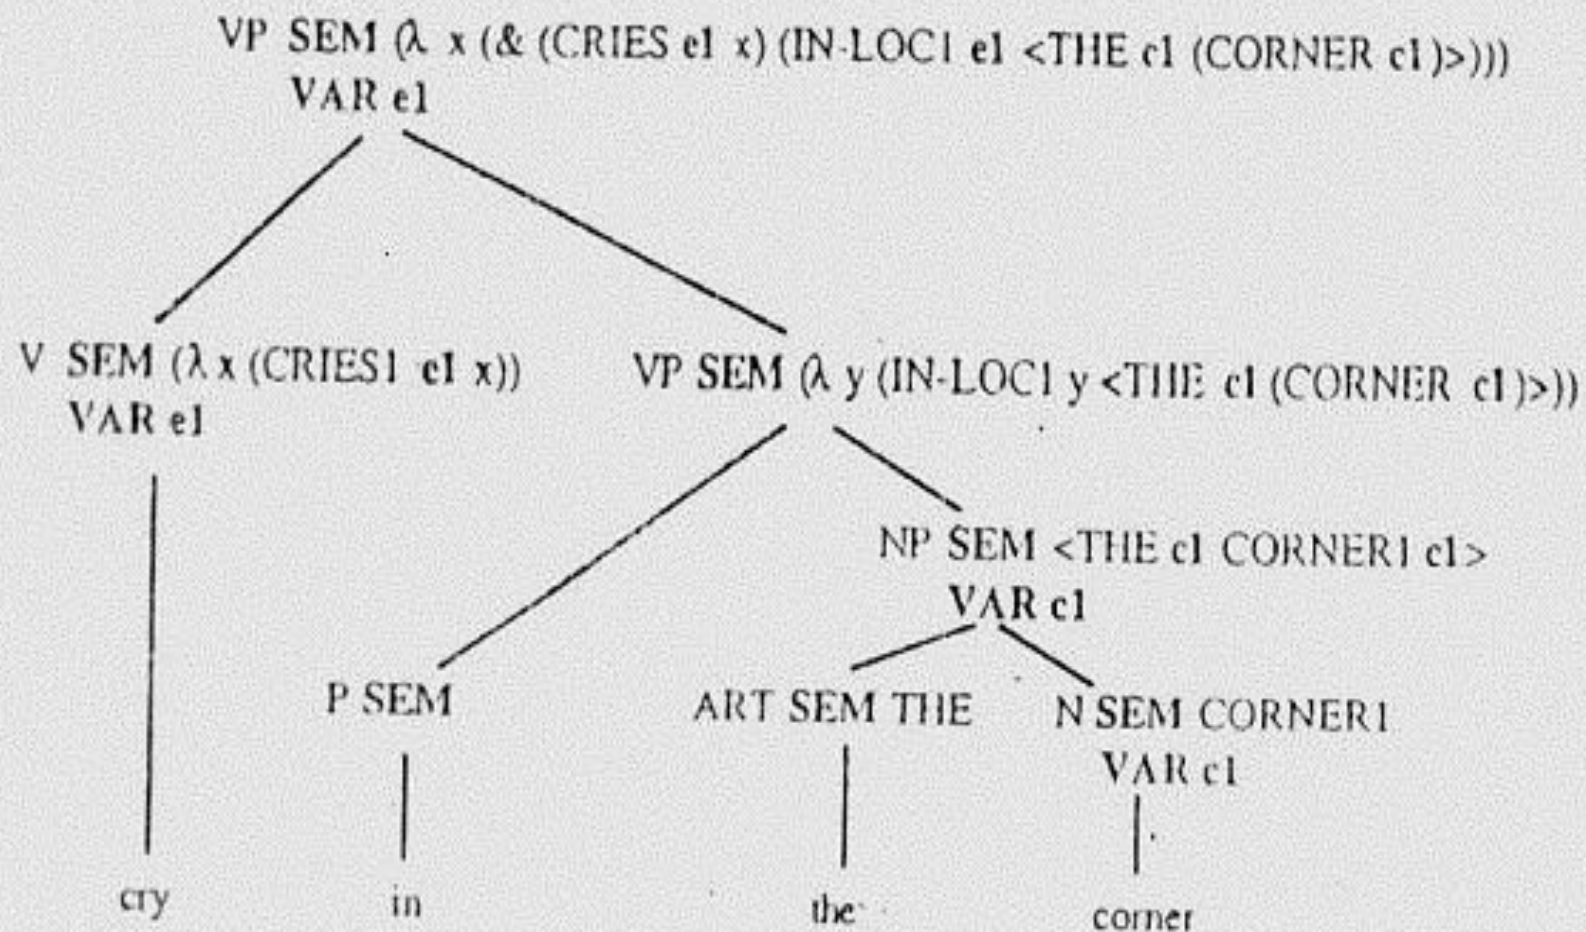 VP SEM (λ x (& (CRIES e1 x) (IN-LOC1 e1 <THE c1 (CORNER c1)>)))
VAR e1
V SEM (λ x (CRIES1 e1 x))
VAR e1
VP SEM (λ y (IN-LOC1 y <THE c1 (CORNER c1)>))
NP SEM <THE c1 CORNER1 c1>
VAR c1
P SEM
ART SEM THE
N SEM CORNER1
VAR c1
cry
in
the
corner